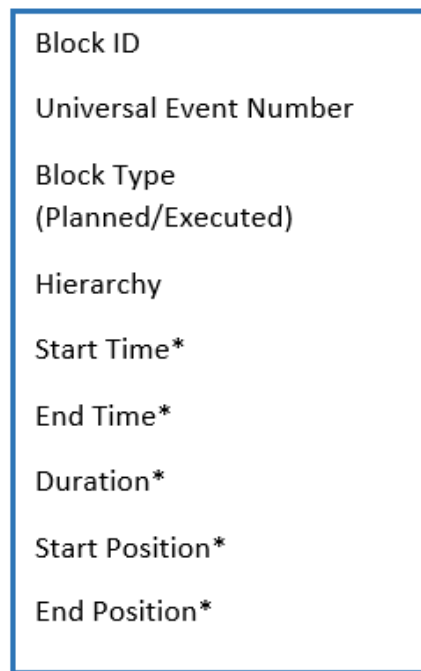 Block ID
Universal Event Number
Block Type
(Planned/Executed)
Hierarchy
Start Time*
End Time*
Duration*
Start Position*
End Position*